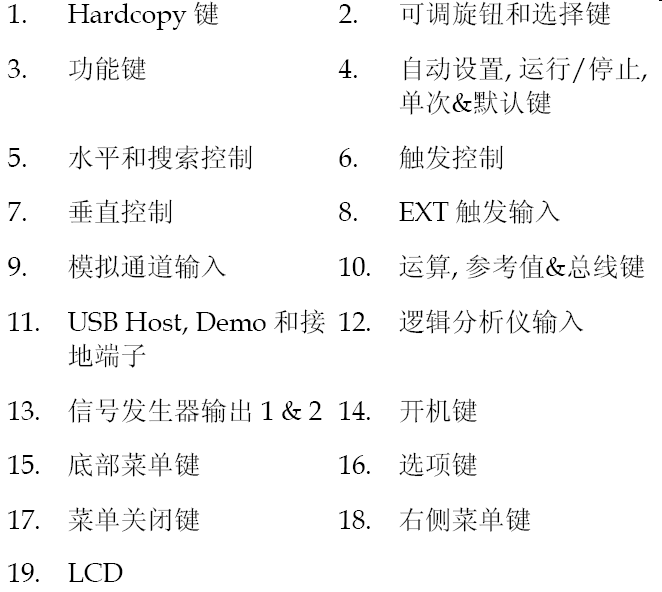 1. Hardcopy 键 2. 可调旋钮和选择键
3. 功能键 4. 自动设置, 运行/停止,
单次&默认键
5. 水平和搜索控制 6. 触发控制
7. 垂直控制 8. EXT 触发输入
9. 模拟通道输入 10. 运算, 参考值&总线键
11. USB Host, Demo 和接 12. 逻辑分析仪输入
地端子
13. 信号发生器输出 1 & 2 14. 开机键
15. 底部菜单键 16. 选项键
17. 菜单关闭键 18. 右侧菜单键
19. LCD